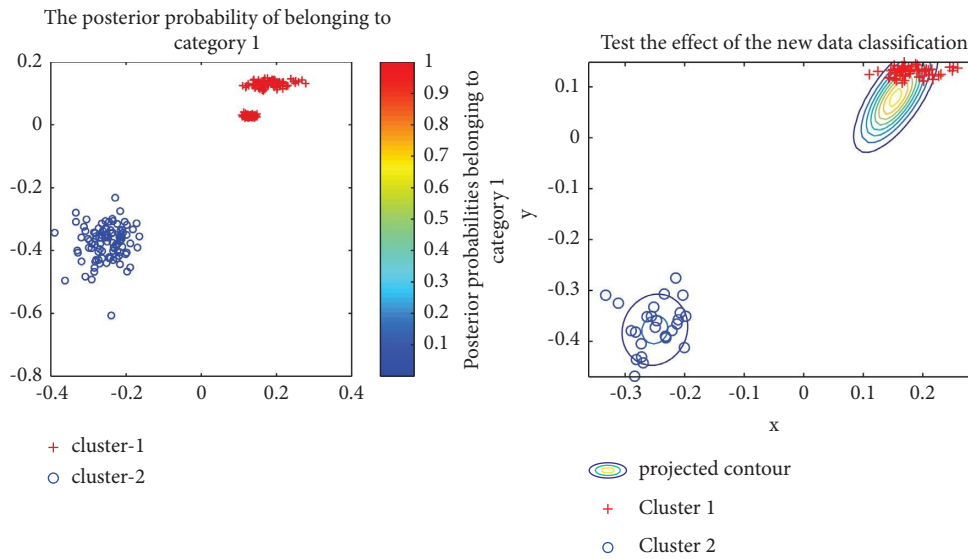 The posterior probability of belonging to
category 1
0.2
0
-0.2
-0.4
-0.6
-0.8
-0.4
-0.2
0
0.2
0.4
1
0.9
0.8
0.7
0.6
0.5
0.4
0.3
0.2
0.1
Posterior probabilities belonging to
category 1
+ cluster-1
cluster-2
Test the effect of the new data classification
0.1
0
-0.1
-0.2
-0.3
-0.4
y
-0.3
-0.2
-0.1
0
0.1
0.2
x
projected contour
+ Cluster 1
Cluster 2